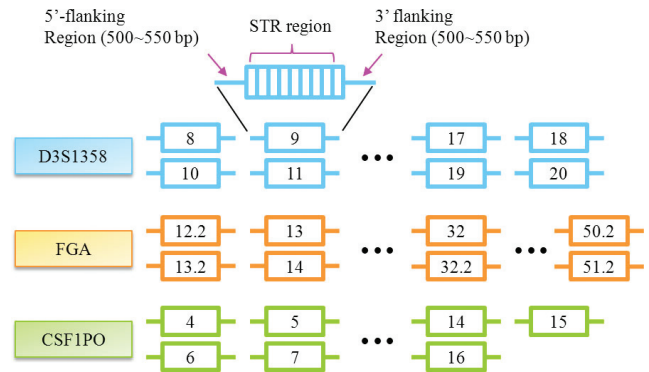 5’-flanking
Region (500~550 bp)
STR region
3’ flanking
Region (500~550 bp)
D3S1358
8 9 ••• 17 18
10 11 19 20
FGA
12.2 13 ••• 32 ••• 50.2
13.2 14 32.2 51.2
CSF1PO
4 5 ••• 14 15
6 7 16